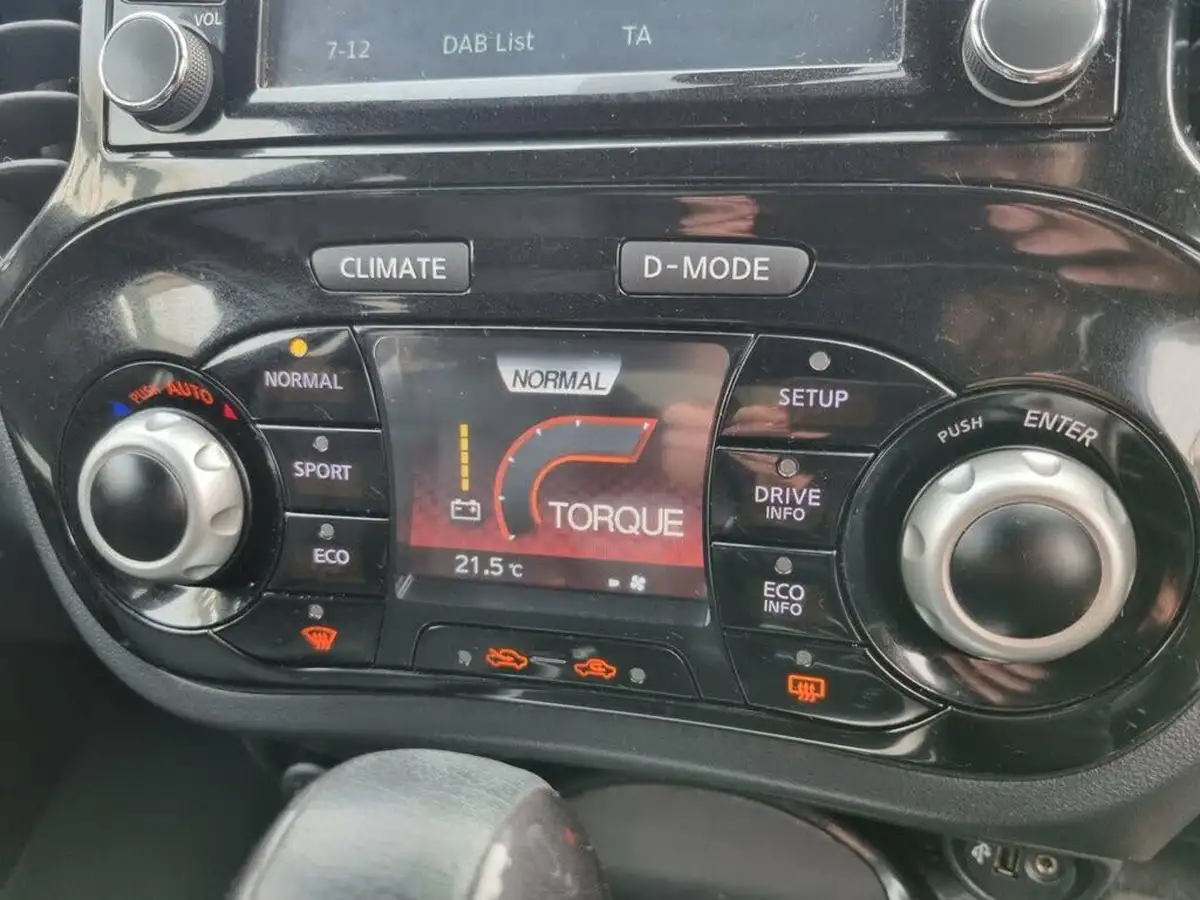 VOL
7-12
DAB List
TA
CLIMATE
D-MODE
NORMAL
NORMAL
SETUP
PUSH AUTO
PUSH ENTER
SPORT
DRIVE
INFO
TORQUE
ECO
ECO
INFO
21.5 °C